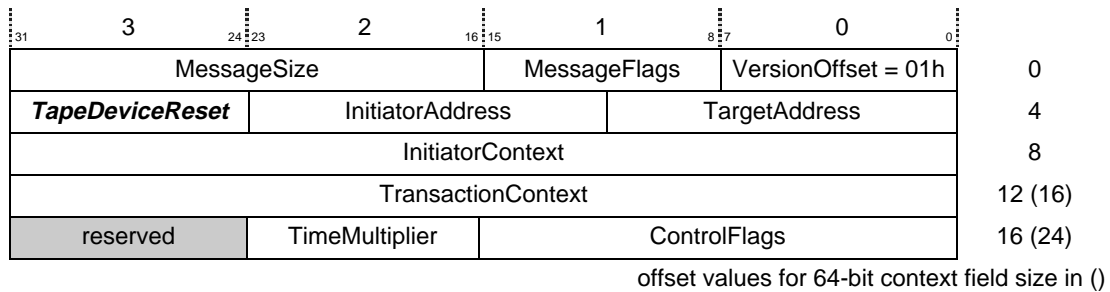 3 2 1 0
31 24 23 16 15 8 7 0
MessageSize MessageFlags VersionOffset = 01h 0
TapeDeviceReset InitiatorAddress TargetAddress 4
InitiatorContext 8
TransactionContext 12 (16)
reserved TimeMultiplier ControlFlags 16 (24)
offset values for 64-bit context field size in ()